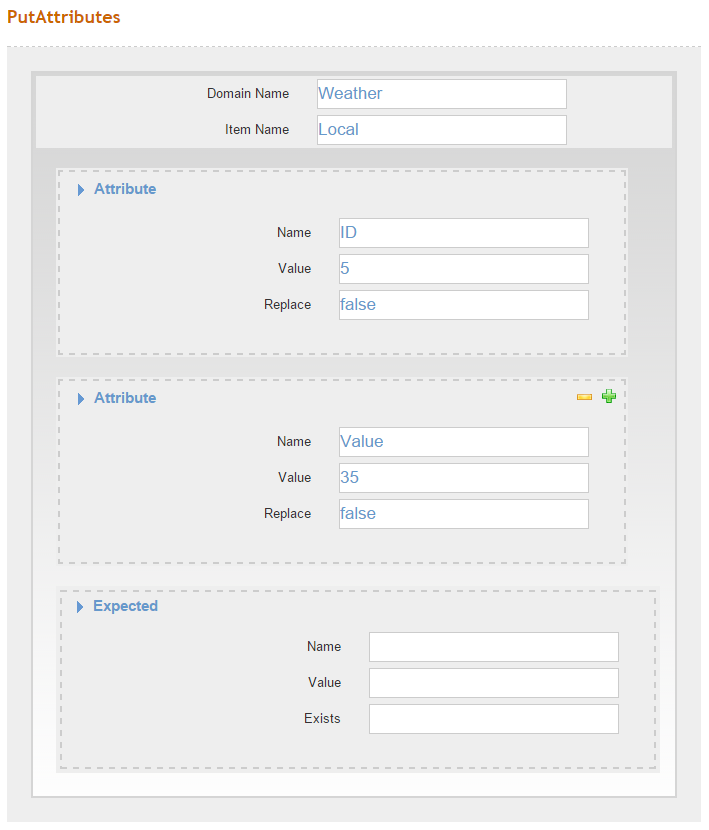 PutAttributes
Domain Name Weather
Item Name Local
Attribute
Name ID
Value 5
Replace false
Attribute
Name Value
Value 35
Replace false
Expected
Name
Value
Exists